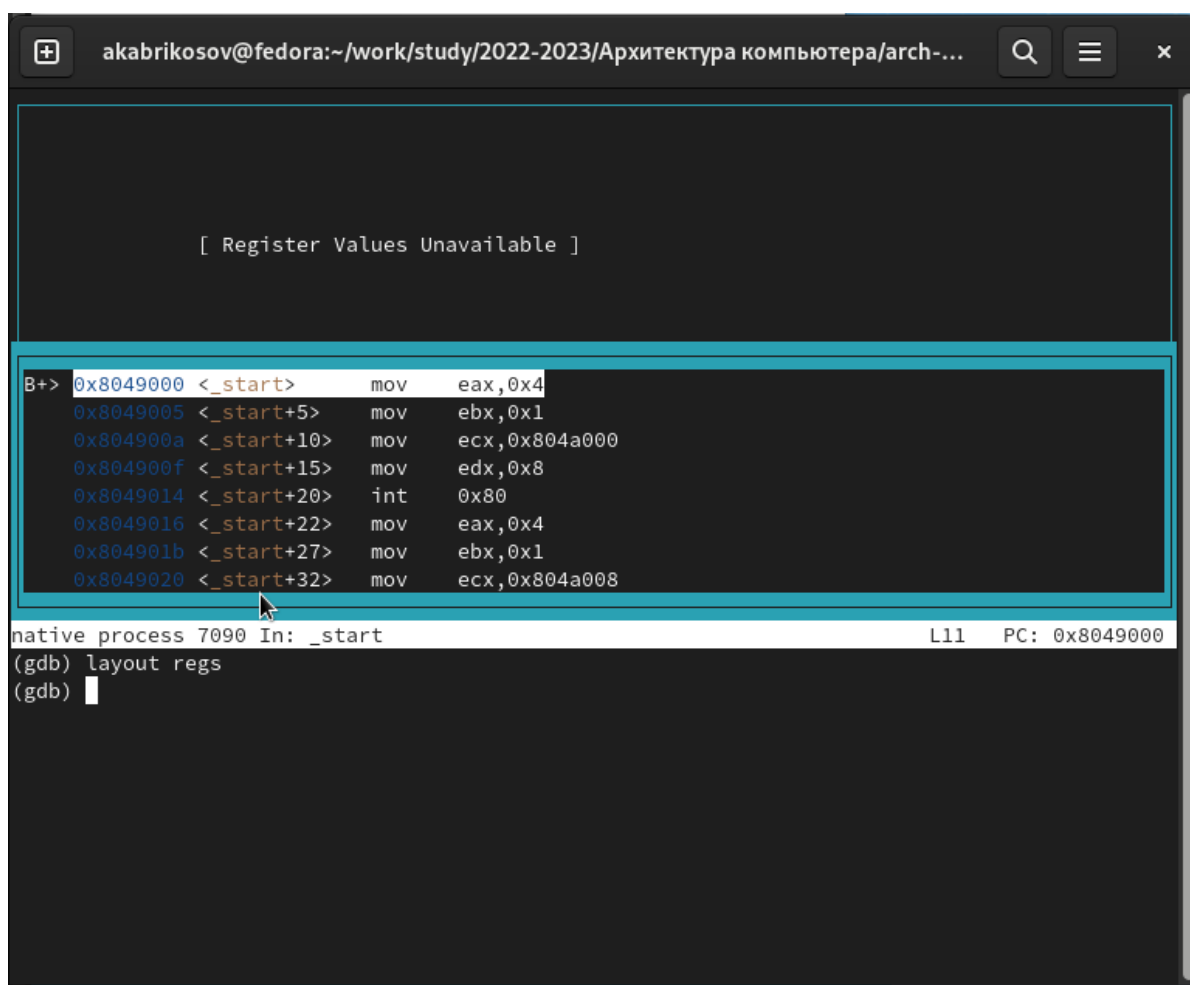 akabrikosov@fedora:~/work/study/2022-2023/Архитектура компьютера/arch-...
[ Register Values Unavailable ]
B+> 0x8049000 <_start> mov eax,0x4
0x8049005 <_start+5> mov ebx,0x1
0x804900a <_start+10> mov ecx,0x804a000
0x804900f <_start+15> mov edx,0x8
0x8049014 <_start+20> int 0x80
0x8049016 <_start+22> mov eax,0x4
0x804901b <_start+27> mov ebx,0x1
0x8049020 <_start+32> mov ecx,0x804a008
native process 7090 In: _start L11 PC: 0x8049000
(gdb) layout regs
(gdb)